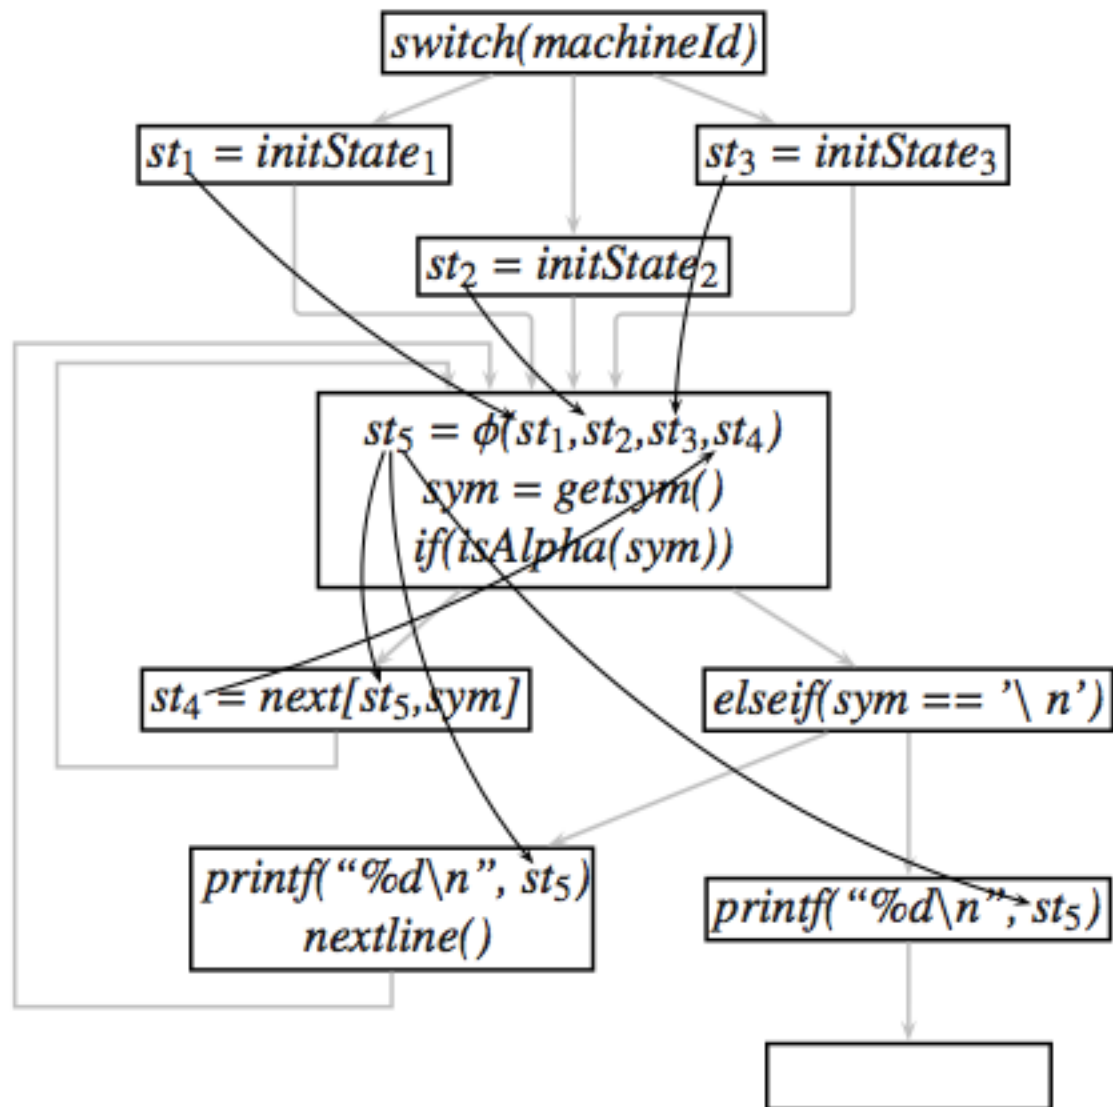 switch(machineId)
st₁ = initState₁
st₃ = initState₃
st₂ = initState₂
st₅ = ϕ(st₁,st₂,st₃,st₄)
sym = getsym()
if(isAlpha(sym))
st₄ = next[st₅,sym]
elseif(sym == '\ n')
printf(“%d\n”, st₅)
nextline()
printf(“%d\n”, st₅)